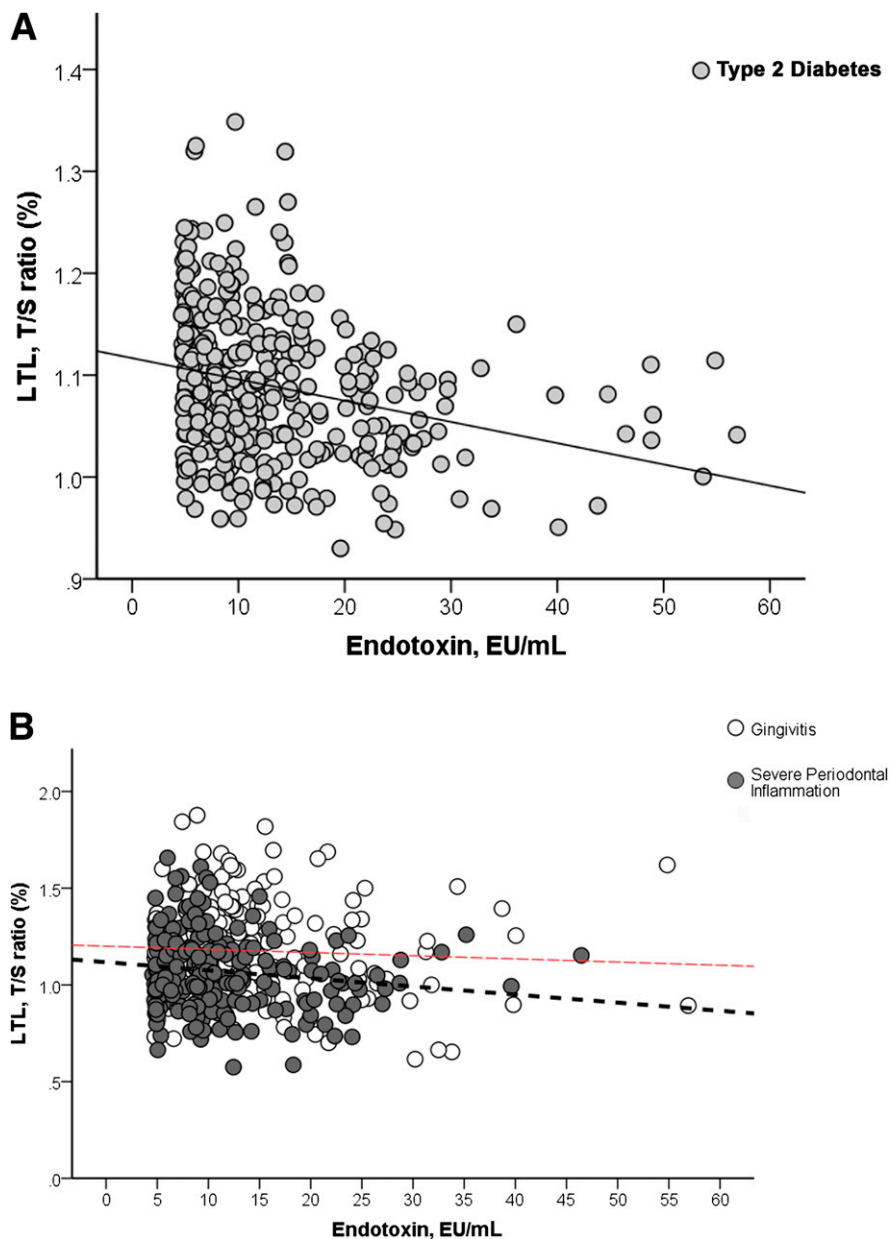 A
Type 2 Diabetes
1.4
1.3
1.2
1.1
1.0
.9
LTL, T/S ratio (%)
0 10 20 30 40 50 60
Endotoxin, EU/mL
B
Gingivitis
Severe Periodontal
Inflammation
2.0
1.5
1.0
.5
.0
LTL, T/S ratio (%)
0 5 10 15 20 25 30 35 40 45 50 55 60
Endotoxin, EU/mL